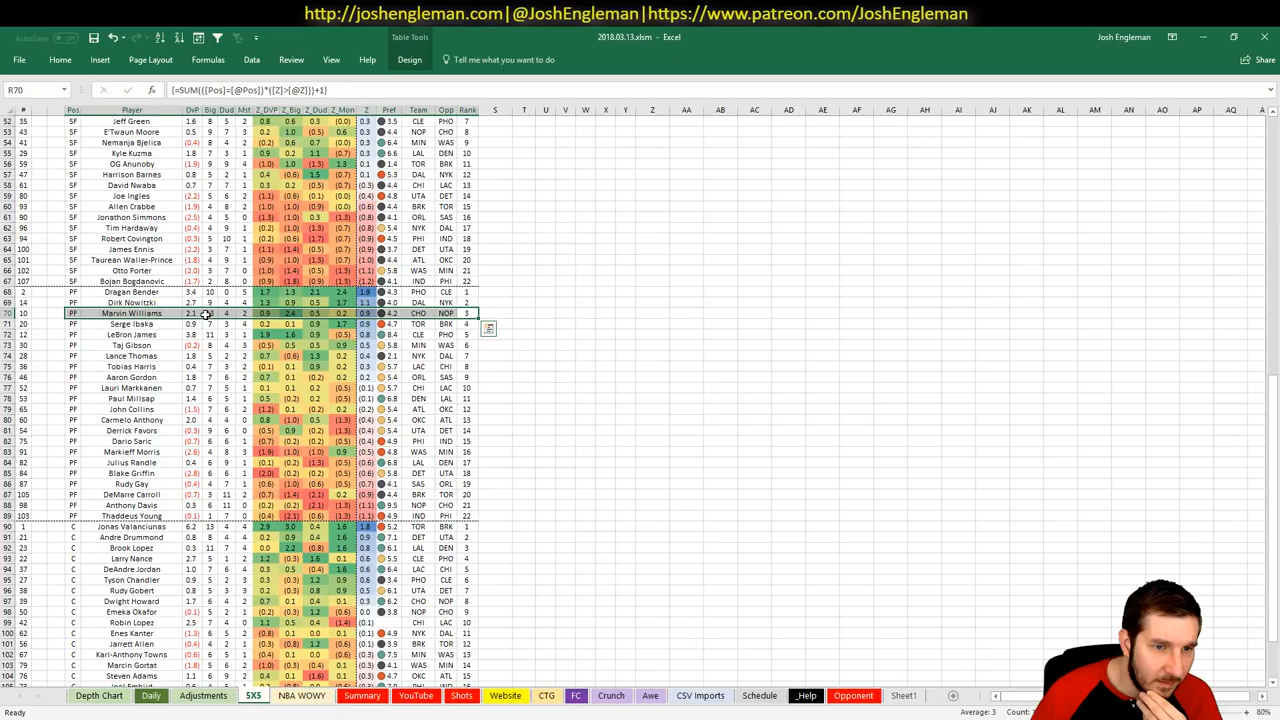 http://joshengleman.com|@JoshEngleman|https://www.patreon.com/JoshEngleman
AutoSave Off Table Tools 2018.03.13.xlsm - Excel Josh Engleman
File Home Insert Page Layout Formulas Data Review View Help Design Tell me what you want to do Share
R70 {=SUM(([Pos]=[@Pos])*([Z]>[@Z]))+1}
# Pos Player DvP Big Dud Mst Z_DVP Z_Big Z_Dud Z_Mon Z Pref Team Opp Rank S T U V W X Y Z AA AB AC AD AE AF AG AH AI AJ AK AL AM AN AO AP AQ
52 35 SF Jeff Green 1.6 8 5 2 0.8 0.6 0.3 (0.0) 0.3 3.5 CLE PHO 7
53 43 SF E'Twaun Moore 0.5 9 7 3 0.2 1.0 (0.5) 0.6 0.3 4.4 NOP CHO 8
54 41 SF Nemanja Bjelica (0.4) 8 4 2 (0.3) 0.6 0.7 (0.0) 0.2 6.4 MIN WAS 9
55 29 SF Kyle Kuzma 1.8 7 3 1 0.9 0.2 1.1 (0.7) 0.3 6.6 LAL DEN 10
56 59 SF OG Anunoby (1.9) 9 9 4 (1.0) 1.0 (1.3) 1.3 0.1 1.4 TOR BRK 11
57 47 SF Harrison Barnes 0.8 5 2 1 0.4 (0.6) 1.5 (0.7) 0.1 5.3 DAL NYK 12
58 61 SF David Nwaba 0.7 7 7 1 0.3 0.2 (0.5) (0.7) (0.3) 4.4 CHI LAC 13
59 80 SF Joe Ingles (2.2) 5 6 2 (1.1) (0.6) (0.1) (0.0) (0.4) 4.8 UTA DET 14
60 93 SF Allen Crabbe (1.9) 4 8 2 (1.0) (1.0) (0.9) (0.0) (0.6) 4.4 BRK TOR 15
61 90 SF Jonathon Simmons (2.5) 4 5 0 (1.3) (1.0) 0.3 (1.3) (0.8) 4.1 ORL SAS 16
62 96 SF Tim Hardaway (0.4) 4 9 1 (0.2) (1.0) (1.3) (0.7) (0.8) 5.4 NYK DAL 17
63 94 SF Robert Covington (0.3) 5 10 1 (0.2) (0.6) (1.7) (0.7) (0.9) 4.5 PHI IND 18
64 100 SF James Ennis (2.2) 3 7 1 (1.1) (1.4) (0.5) (0.7) (0.9) 3.7 DET UTA 19
65 101 SF Taurean Waller-Prince (1.8) 4 9 1 (0.9) (1.0) (1.3) (0.7) (0.9) 4.4 ATL OKC 20
66 102 SF Otto Porter (2.0) 3 7 0 (1.0) (1.4) (0.5) (1.3) (1.1) 5.8 WAS MIN 21
67 107 SF Bojan Bogdanovic (1.7) 2 8 0 (0.9) (1.8) (0.9) (1.3) (1.2) 4.1 IND PHI 22
68 2 PF Dragan Bender 3.4 10 0 5 1.7 1.3 2.1 2.4 1.9 4.3 PHO CLE 1
69 4 PF Dirk Nowitzki 2.7 9 4 4 1.3 0.9 0.5 1.7 1.1 4.0 DAL NYK 2
70 10 PF Marvin Williams 2.1 4 2 0.9 2.4 0.5 0.2 0.9 4.2 CHO NOP 3
71 20 PF Serge Ibaka 0.9 7 3 4 0.2 0.1 0.9 1.7 0.9 4.7 TOR BRK 4
72 12 PF LeBron James 3.8 11 3 1 1.9 1.6 0.9 (0.5) 0.8 8.4 CLE PHO 5
73 30 PF Taj Gibson (0.2) 8 4 3 (0.5) 0.5 0.5 0.9 0.5 5.8 MIN WAS 6
74 28 PF Lance Thomas 1.8 5 2 2 0.7 (0.6) 1.3 0.2 0.4 2.1 NYK DAL 7
75 36 PF Tobias Harris 0.4 7 3 2 (0.1) 0.1 0.9 0.2 0.2 5.4 LAC CHI 8
76 46 PF Aaron Gordon 1.8 7 6 2 0.7 0.1 (0.2) 0.2 0.2 5.4 ORL SAS 9
77 52 PF Lauri Markkanen 0.7 7 5 1 0.1 0.1 0.2 (0.5) (0.1) 5.7 CHI LAC 10
78 53 PF Paul Millsap 1.4 6 5 1 0.5 (0.2) 0.2 (0.5) (0.1) 6.8 DEN LAL 11
79 65 PF John Collins (1.5) 7 6 2 (1.2) 0.1 (0.2) 0.2 (0.2) 5.4 ATL OKC 12
80 60 PF Carmelo Anthony 2.0 4 4 0 0.8 (1.0) 0.5 (1.3) (0.4) 4.2 OKC ATL 13
81 54 PF Derrick Favors (0.3) 9 6 0 (0.5) 0.9 (0.2) (1.3) (0.4) 5.4 UTA DET 14
82 75 PF Dario Saric (0.7) 6 6 1 (0.7) (0.2) (0.2) (0.5) (0.4) 4.9 PHI IND 15
83 86 PF Markieff Morris (2.6) 4 8 3 (1.9) (1.0) (1.0) 0.9 (0.5) 4.8 WAS MIN 16
84 82 PF Julius Randle 0.4 6 9 1 (0.1) (0.2) (1.3) (0.5) (0.6) 6.8 LAL DEN 17
85 84 PF Blake Griffin (2.8) 6 6 1 (2.0) (0.2) (0.2) (0.5) (0.6) 5.8 DET UTA 18
86 87 PF Rudy Gay (0.4) 4 7 1 (0.6) (1.0) (0.6) (0.5) (0.7) 4.4 SAS ORL 19
87 105 PF DeMarre Carroll (0.7) 3 11 2 (0.7) (1.4) (2.1) 0.2 (0.9) 4.4 BRK TOR 20
88 98 PF Anthony Davis 0.3 6 11 0 (0.2) (0.2) (2.1) (1.3) (1.1) 9.5 NOP CHO 21
89 103 PF Thaddeus Young (0.1) 1 7 0 (0.4) (2.1) (0.6) (1.3) (1.1) 4.9 IND PHI 22
90 1 C Jonas Valanciunas 6.2 13 4 4 2.9 3.0 0.4 1.6 1.8 5.2 TOR BRK 1
91 21 C Andre Drummond 0.8 8 4 4 0.3 0.9 0.4 1.6 0.9 7.1 DET UTA 2
92 23 C Brook Lopez 0.3 11 7 4 0.0 2.2 (0.8) 1.6 0.8 6.1 LAL DEN 3
93 22 C Larry Nance 2.7 5 1 2 1.2 (0.3) 1.6 0.1 0.6 5.5 CLE PHO 4
94 37 C DeAndre Jordan 1.0 5 4 4 0.3 (0.3) 0.4 1.6 0.6 6.4 LAC CHI 5
95 27 C Tyson Chandler 0.9 5 2 3 0.3 (0.3) 1.2 0.9 0.6 3.4 PHO CLE 6
96 38 C Rudy Gobert 0.8 5 3 3 0.2 (0.3) 0.8 0.9 0.5 6.2 UTA DET 7
97 39 C Dwight Howard 2.1 6 4 2 0.7 0.1 0.4 0.1 0.3 6.1 CHO NOP 8
98 50 C Emeka Okafor (0.1) 5 2 1 (0.2) (0.3) 1.2 (0.6) 0.0 3.8 NOP CHO 9
99 42 C Robin Lopez 2.5 7 4 0 1.1 0.5 0.4 (1.4) (0.1) CHI LAC 10
100 62 C Enes Kanter (1.3) 6 5 2 (0.8) 0.1 0.0 0.1 (0.1) 4.9 NYK DAL 11
101 56 C Jarrett Allen (0.3) 4 2 1 (0.3) (0.8) 1.2 (0.6) (0.1) 3.9 BRK TOR 12
102 67 C Karl-Anthony Towns (1.0) 6 5 1 (0.6) 0.1 0.0 (0.6) (0.3) 7.5 MIN WAS 13
103 79 C Marcin Gortat (1.8) 5 6 2 (1.0) (0.3) (0.4) 0.1 (0.3) 4.1 WAS MIN 14
104 78 C Steven Adams 1.1 6 9 2 0.4 0.1 (1.6) 0.1 (0.3) 4.7 OKC ATL 15
Depth Chart Daily Adjustments 5X5 NBA WOWY Summary YouTube Shots Website CTG FC Crunch Awe CSV Imports Schedule _Help Opponent Sheet1
Ready Average: 3 80%